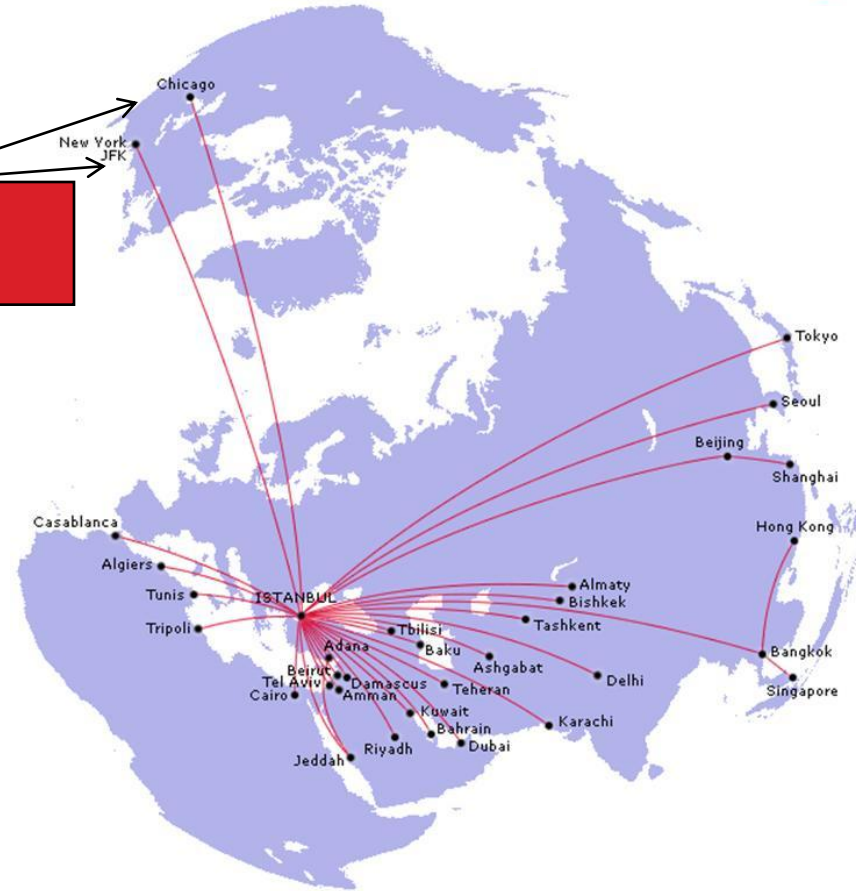 Chicago
New York
JFK
Tokyo
Seoul
Beijing
Shanghai
Casablanca
Hong Kong
Algiers
Almaty
Tunis
ISTANBUL
Bishkek
Tashkent
Tripoli
Tbilisi
Adana
Baku
Bangkok
Ashgabat
Beirut
Delhi
Tel Aviv
Damascus
Teheran
Singapore
Cairo
Amman
Kuwait
Karachi
Bahrain
Riyadh
Dubai
Jeddah